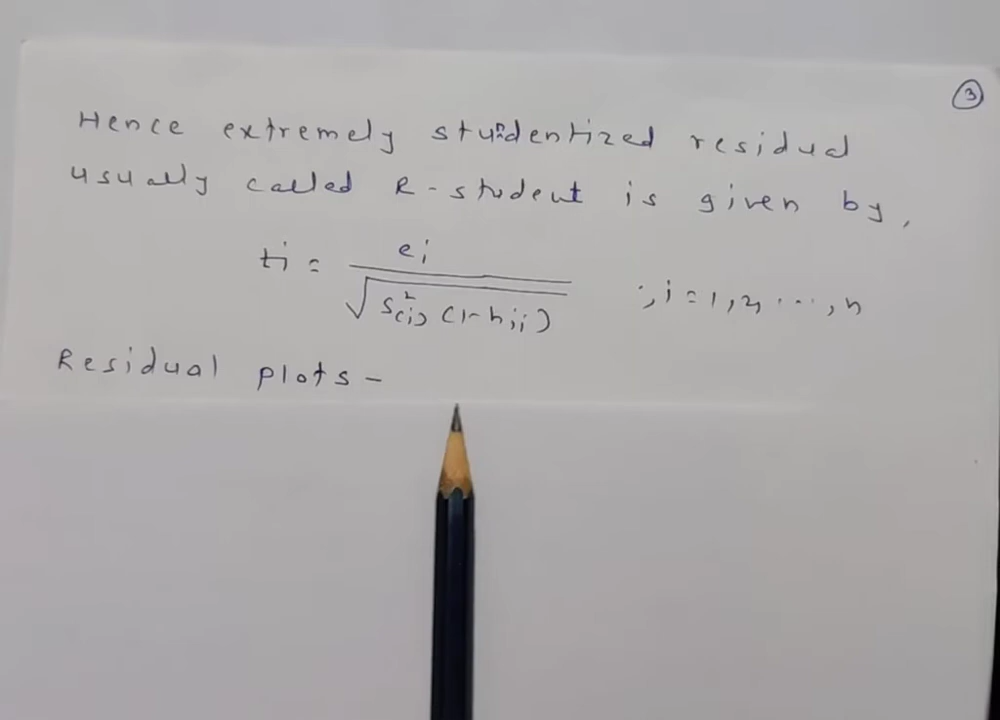 3
Hence extremely studentized residual
usually called R-student is given by,
ti = ei / √S²(i) (1-hii) ; i = 1, 2, ..., n
Residual plots -